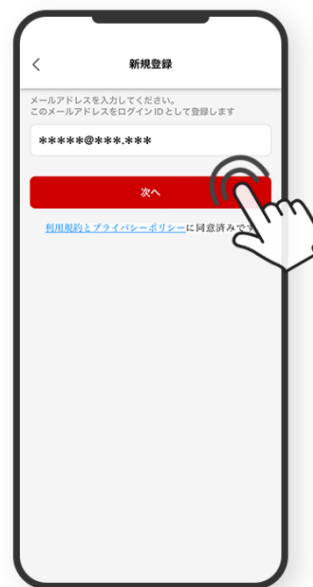 新規登録
メールアドレスを入力してください。
このメールアドレスをログインIDとして登録します
*****@***.***
次へ
利用規約とプライバシーポリシーに同意済みです